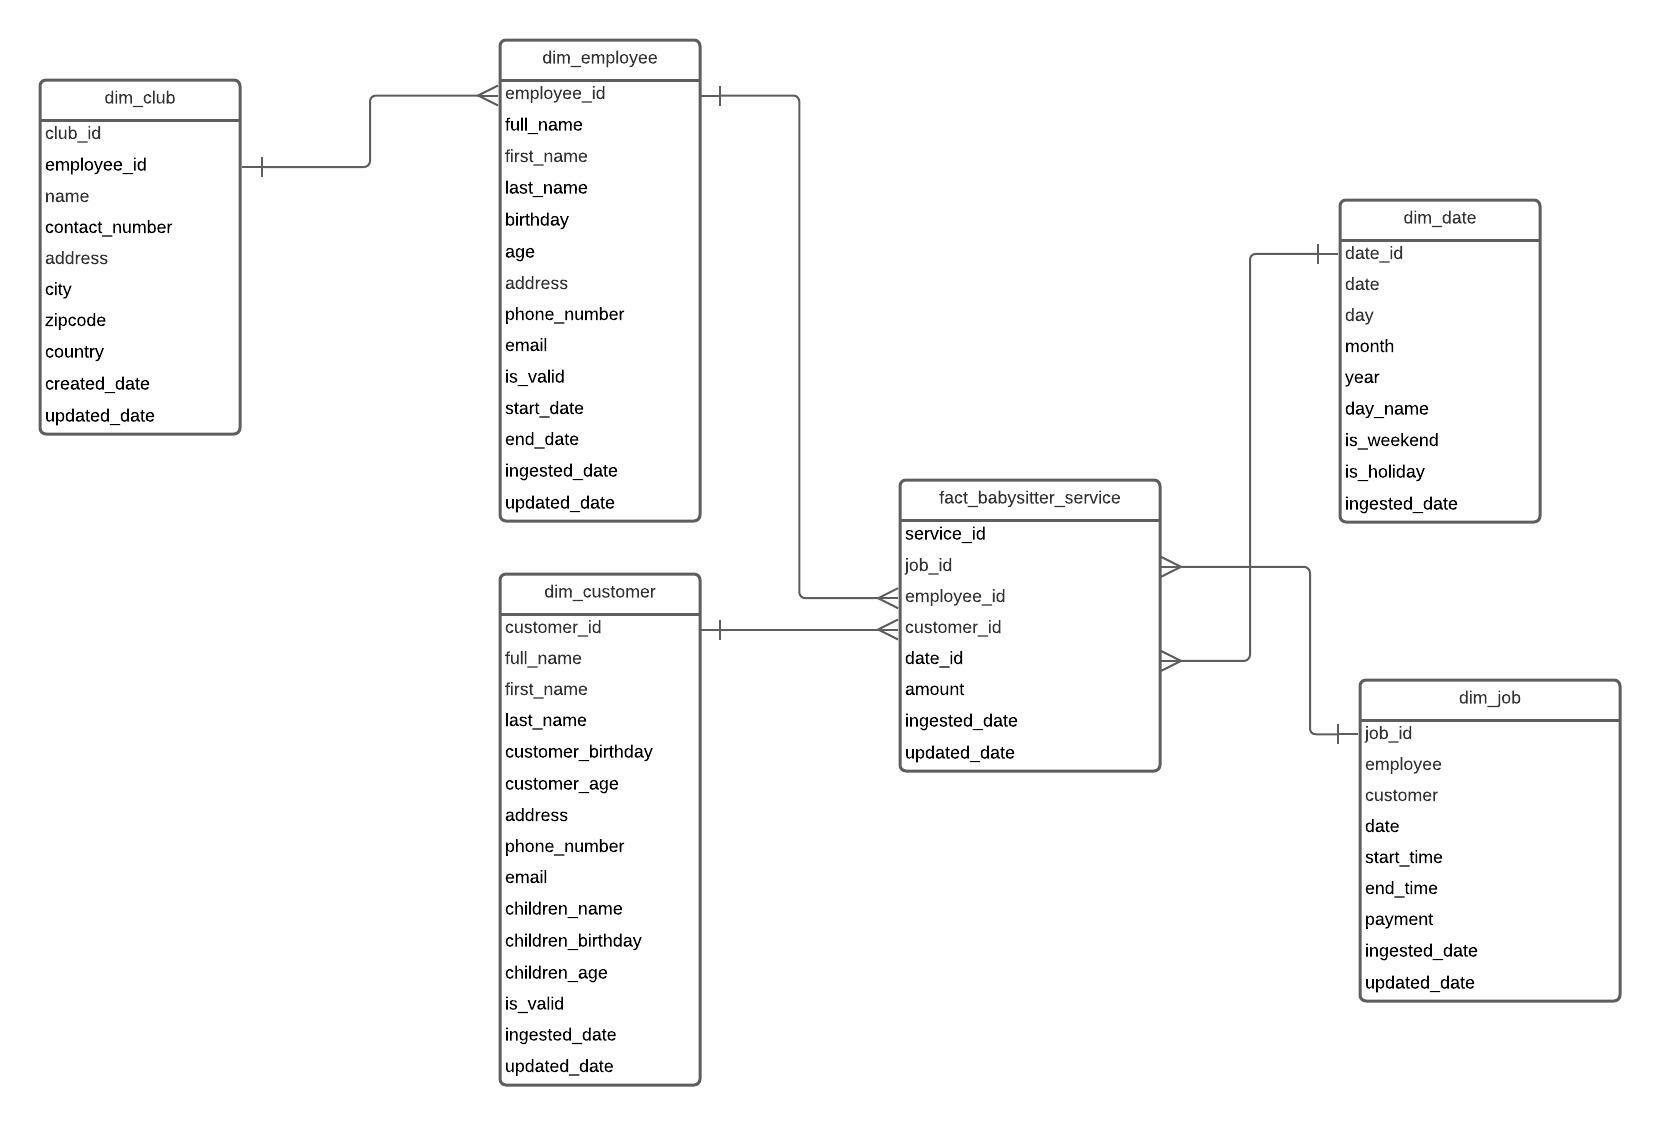 dim_club
club_id
employee_id
name
contact_number
address
city
zipcode
country
created_date
updated_date
dim_employee
employee_id
full_name
first_name
last_name
birthday
age
address
phone_number
email
is_valid
start_date
end_date
ingested_date
updated_date
dim_customer
customer_id
full_name
first_name
last_name
customer_birthday
customer_age
address
phone_number
email
children_name
children_birthday
children_age
is_valid
ingested_date
updated_date
fact_babysitter_service
service_id
job_id
employee_id
customer_id
date_id
amount
ingested_date
updated_date
dim_date
date_id
date
day
month
year
day_name
is_weekend
is_holiday
ingested_date
dim_job
job_id
employee
customer
date
start_time
end_time
payment
ingested_date
updated_date